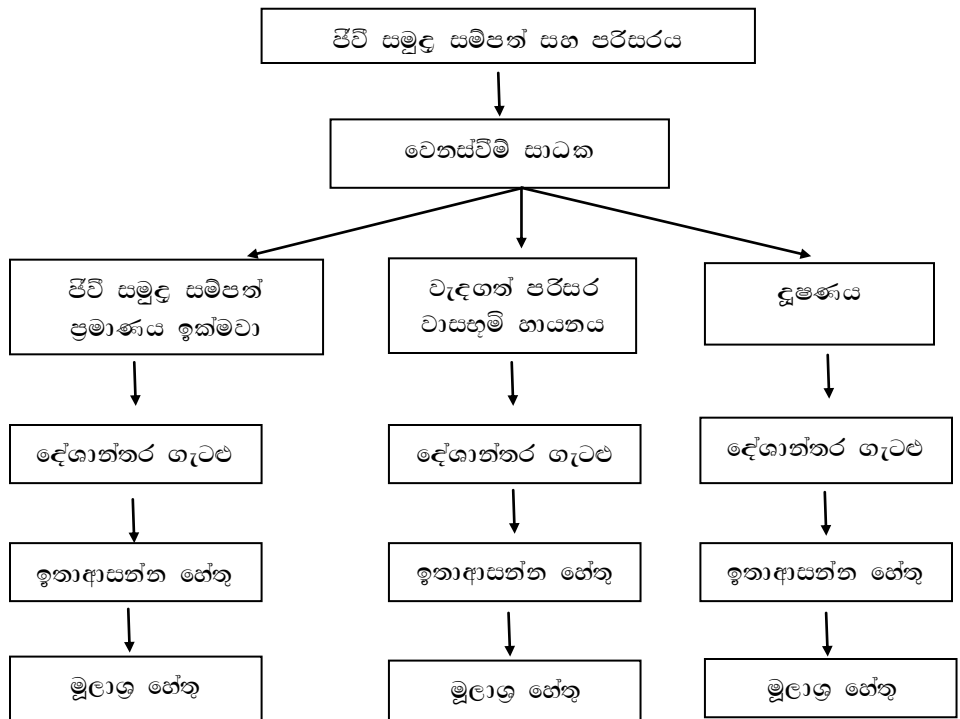 ජීවී සමුද්‍ර සම්පත් සහ පරිසරය
වෙනස්වීම් සාධක
ජීවී සමුද්‍ර සම්පත්
ප්‍රමාණය ඉක්මවා
වැදගත් පරිසර
වාසභූමි හායනය
දූෂණය
දේශාන්තර ගැටළු
දේශාන්තර ගැටළු
දේශාන්තර ගැටළු
ඉතාආසන්න හේතු
ඉතාආසන්න හේතු
ඉතාආසන්න හේතු
මූලාශ්‍ර හේතු
මූලාශ්‍ර හේතු
මූලාශ්‍ර හේතු